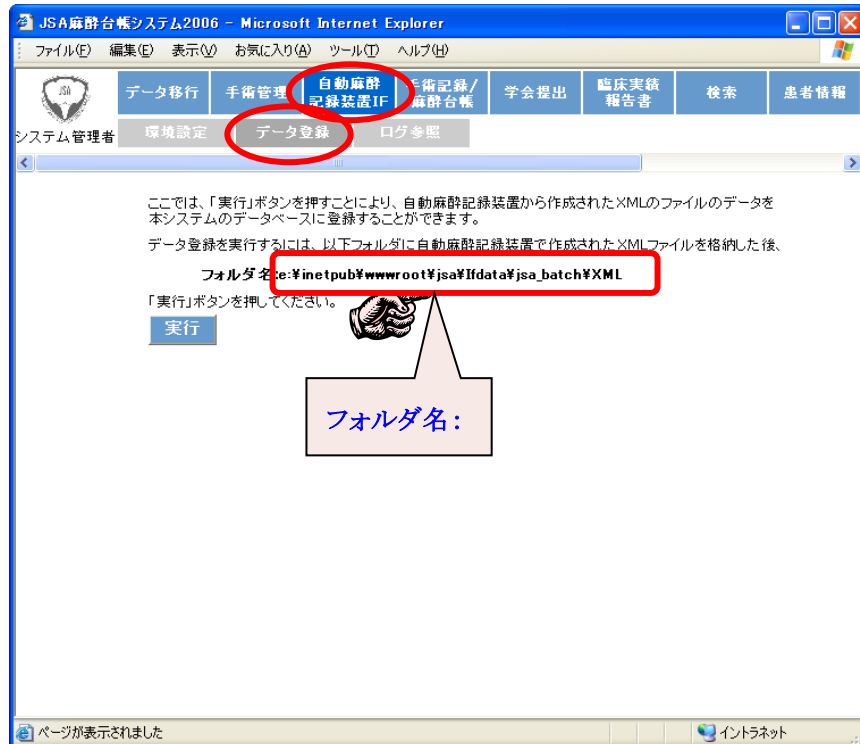 JSA麻酔台帳システム2006 - Microsoft Internet Explorer
ファイル(F) 編集(E) 表示(V) お気に入り(A) ツール(T) ヘルプ(H)
JSA
データ移行
手術管理
自動麻酔
記録装置IF
手術記録/
麻酔台帳
学会提出
臨床実績
報告書
検索
患者情報
システム管理者
環境設定
データ登録
ログ参照
ここでは、「実行」ボタンを押すことにより、自動麻酔記録装置から作成されたXMLのファイルのデータを
本システムのデータベースに登録することができます。
データ登録を実行するには、以下フォルダに自動麻酔記録装置で作成されたXMLファイルを格納した後、
フォルダ名:e:¥inetpub¥wwwroot¥jsa¥Ifdata¥jsa_batch¥XML
「実行」ボタンを押してください。
実行
フォルダ名:
ページが表示されました
イントラネット